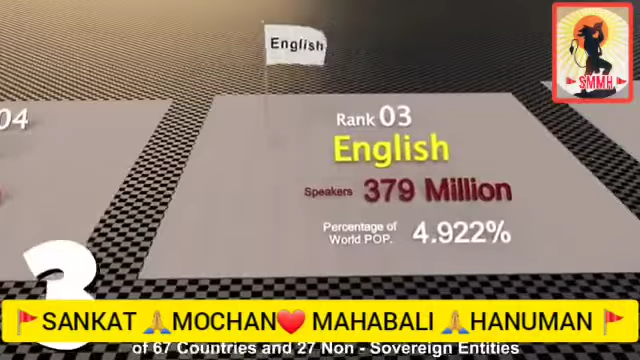 English
SMMH
04
Rank 03
English
Speakers 379 Million
Percentage of
World POP. 4.922%
3
🚩SANKAT 🙏MOCHAN❤️ MAHABALI 🙏HANUMAN 🚩
of 67 Countries and 27 Non - Sovereign Entities